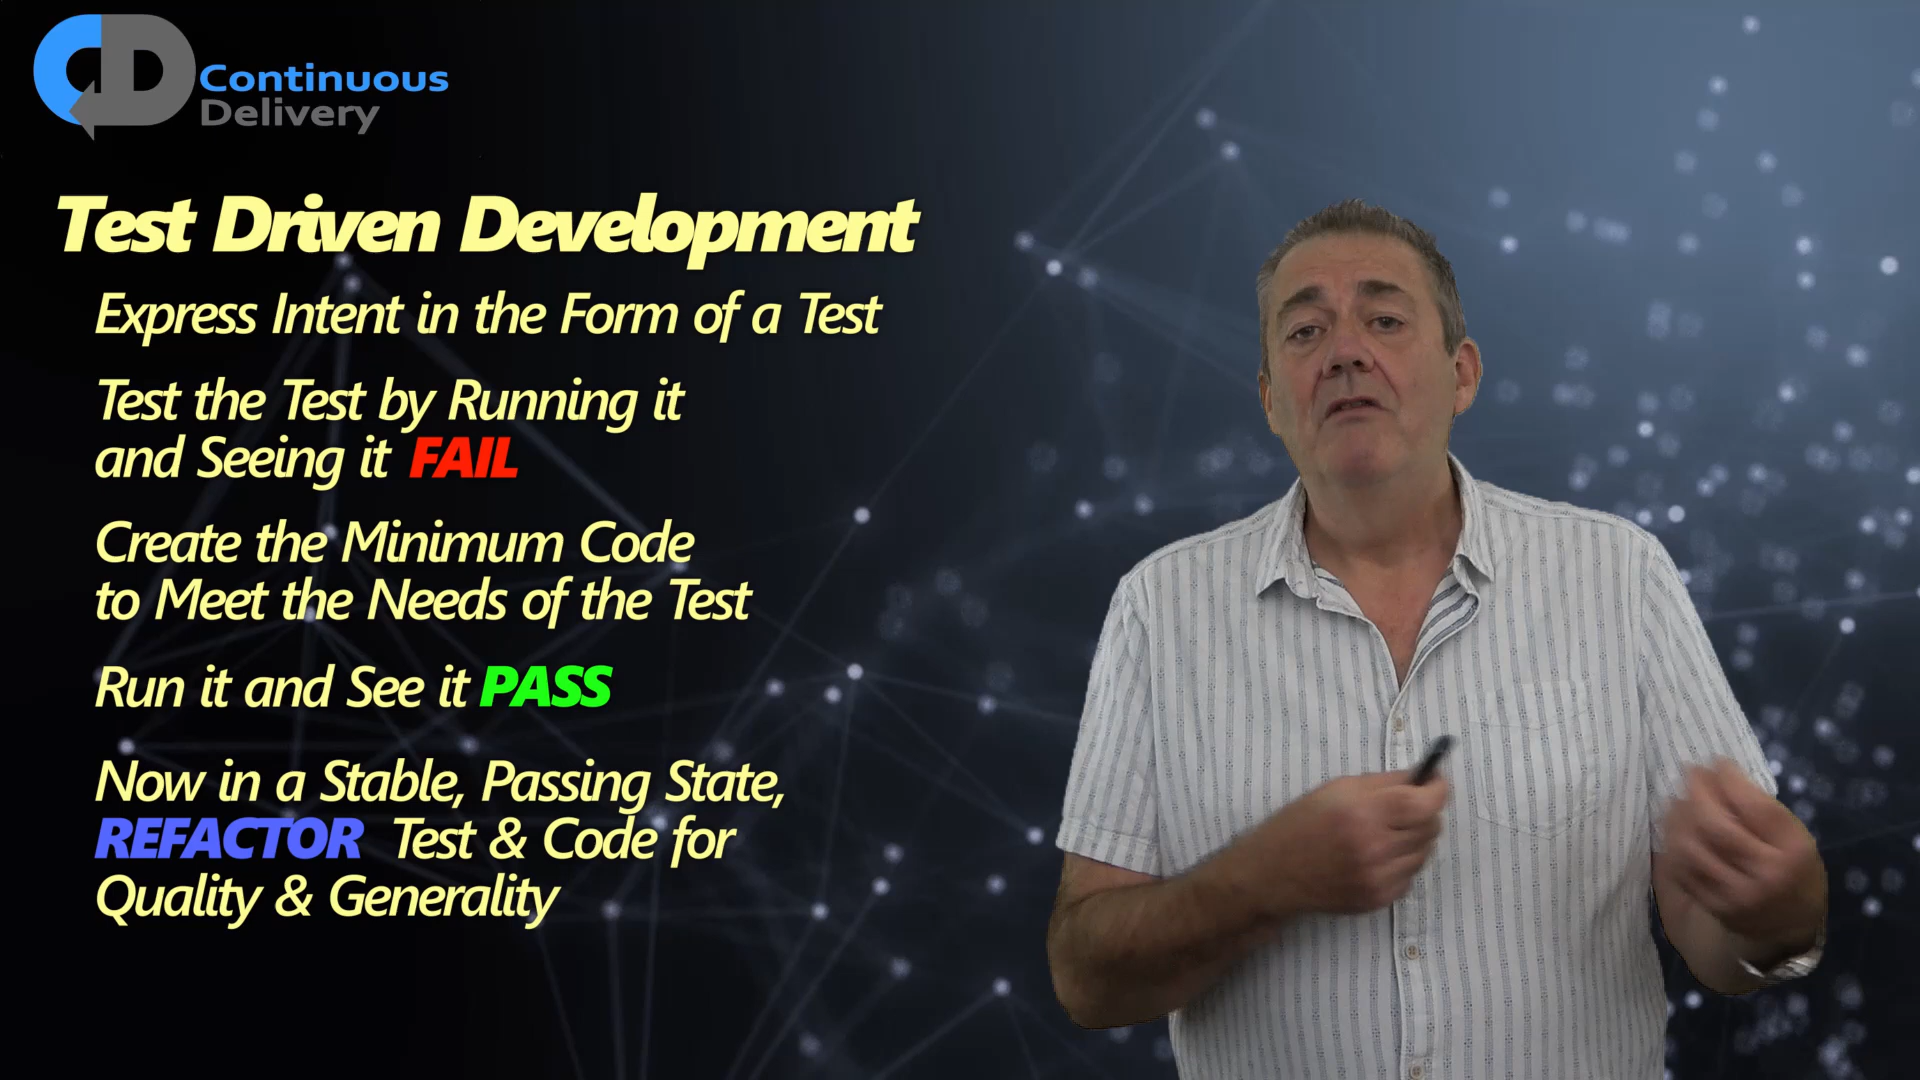 Continuous
Delivery
Test Driven Development
Express Intent in the Form of a Test
Test the Test by Running it
and Seeing it FAIL
Create the Minimum Code
to Meet the Needs of the Test
Run it and See it PASS
Now in a Stable, Passing State,
REFACTOR Test & Code for
Quality & Generality